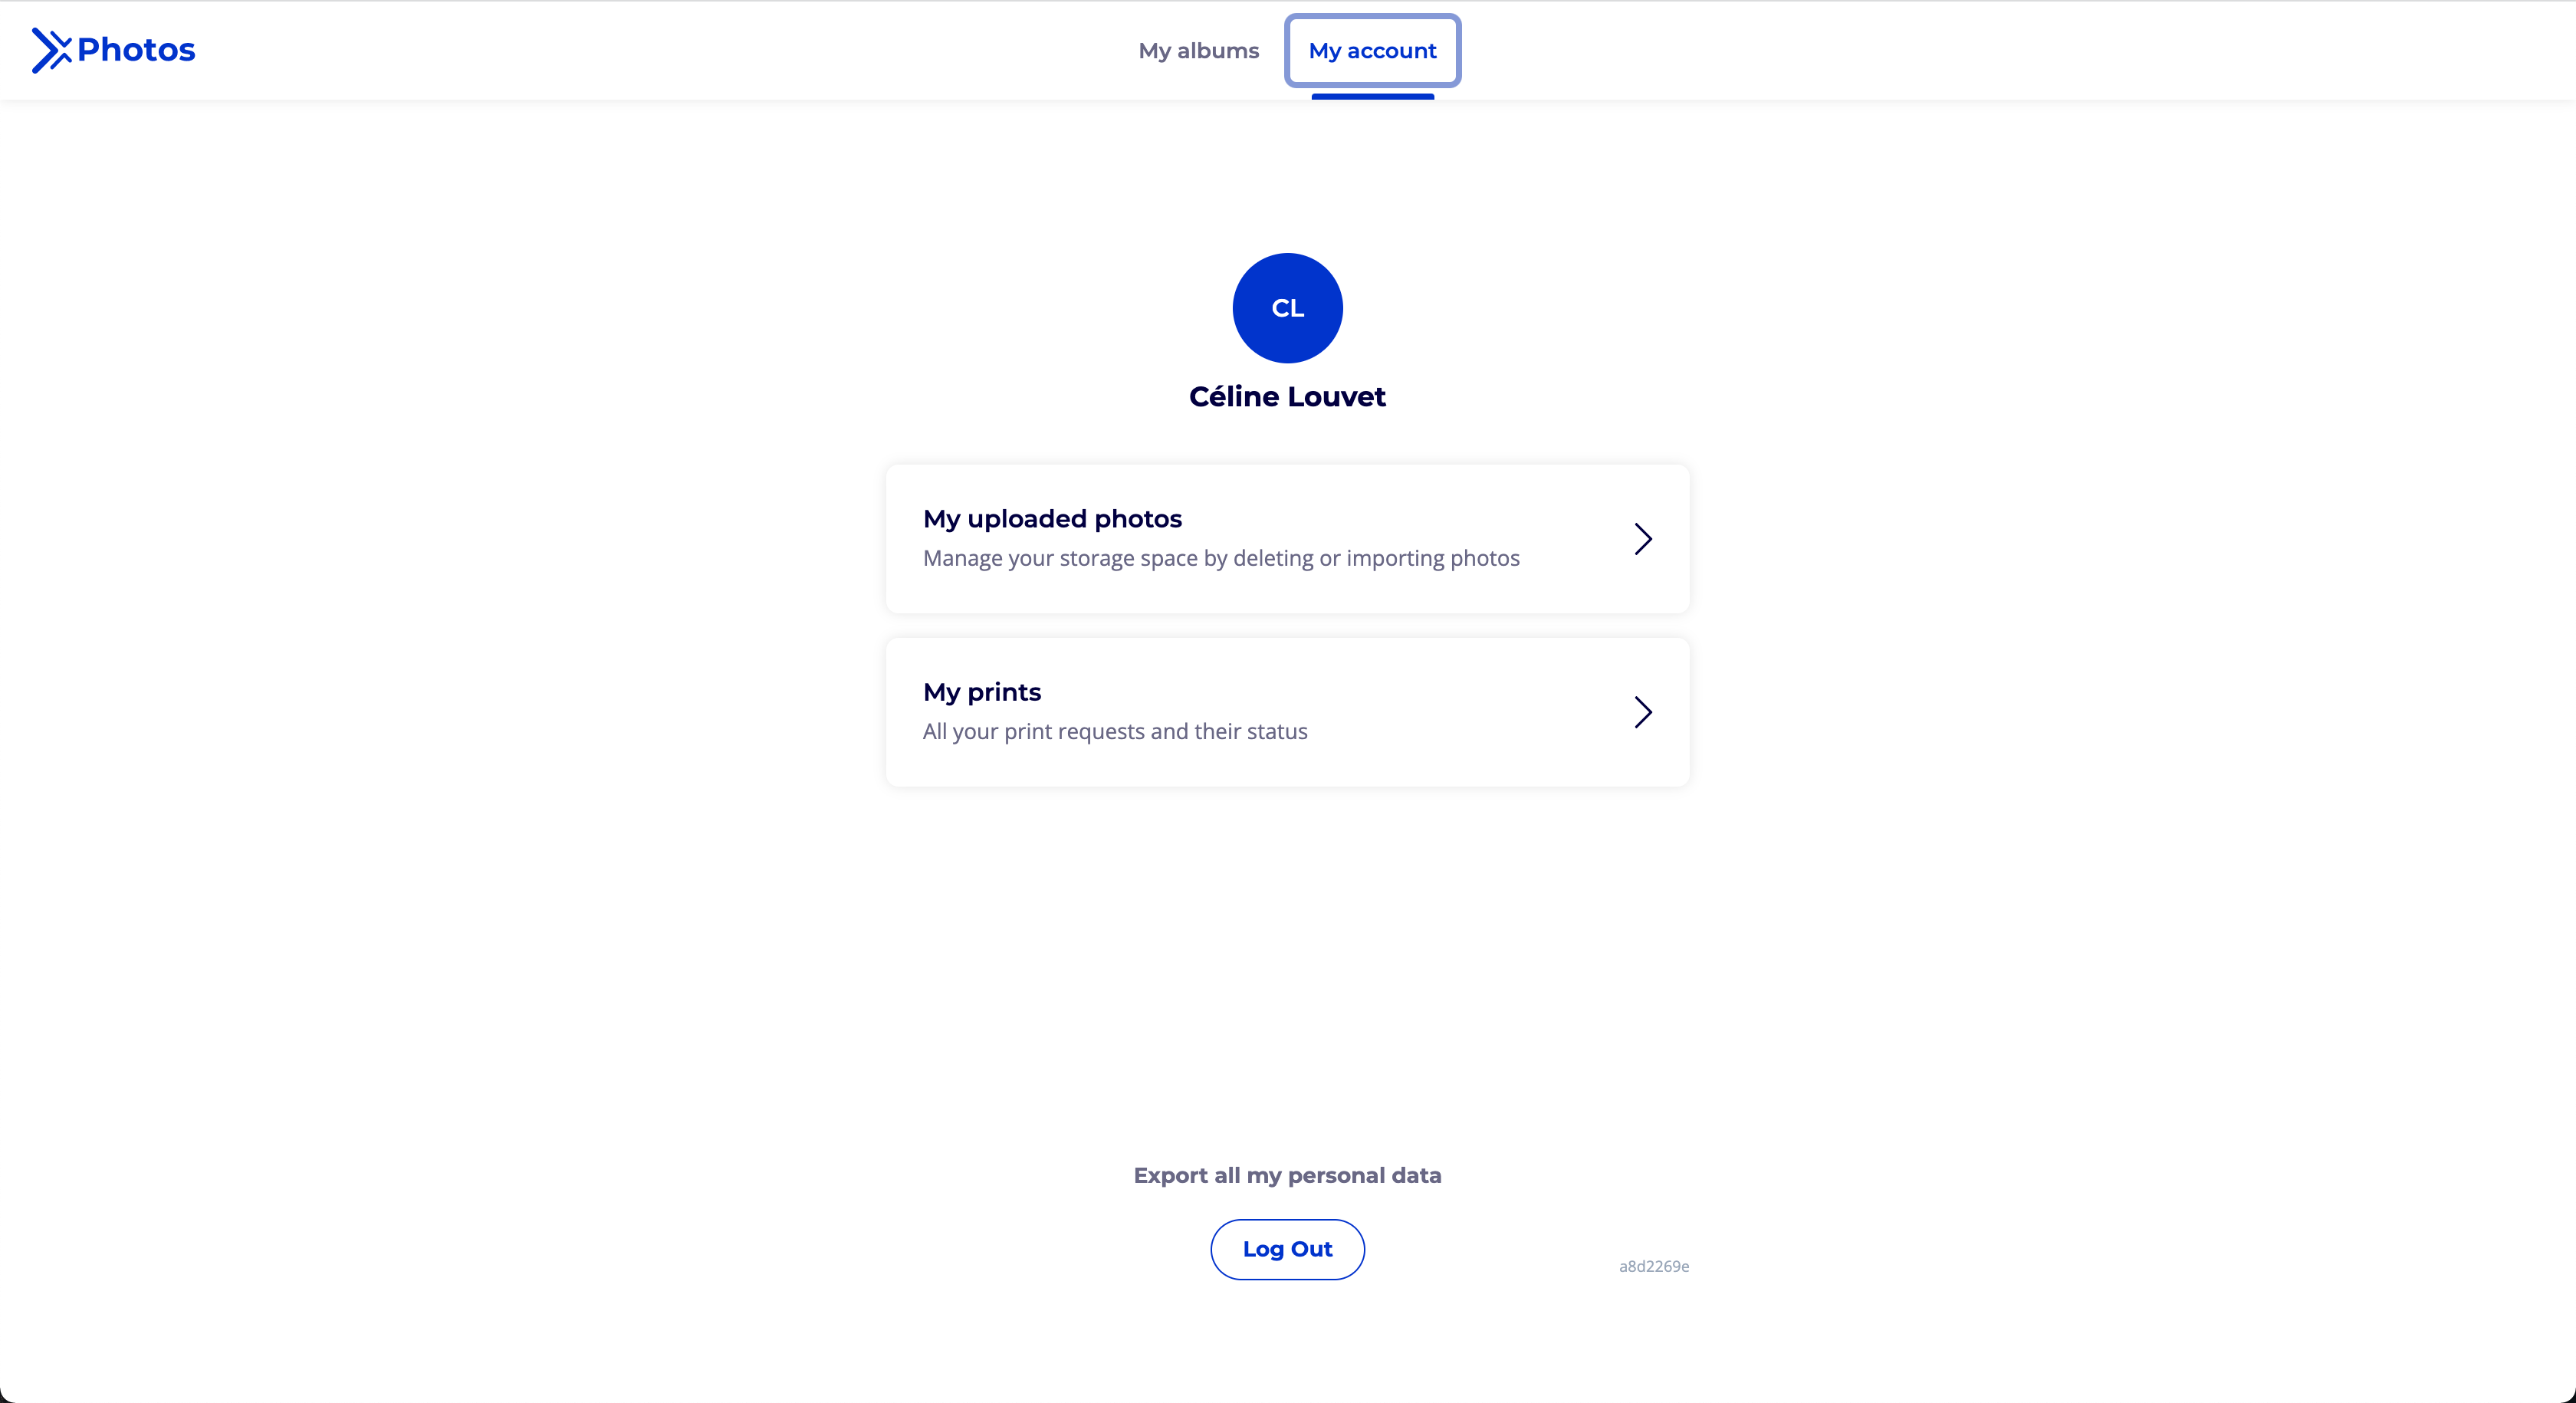 Photos
My albums
My account
CL
Céline Louvet
My uploaded photos
Manage your storage space by deleting or importing photos
My prints
All your print requests and their status
Export all my personal data
Log Out
a8d2269e